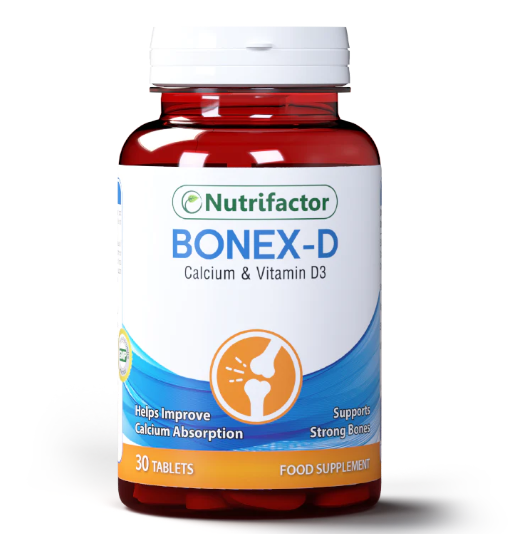 Nutrifactor
BONEX-D
Calcium & Vitamin D3
Helps Improve
Calcium Absorption
Supports
Strong Bones
30 TABLETS
FOOD SUPPLEMENT